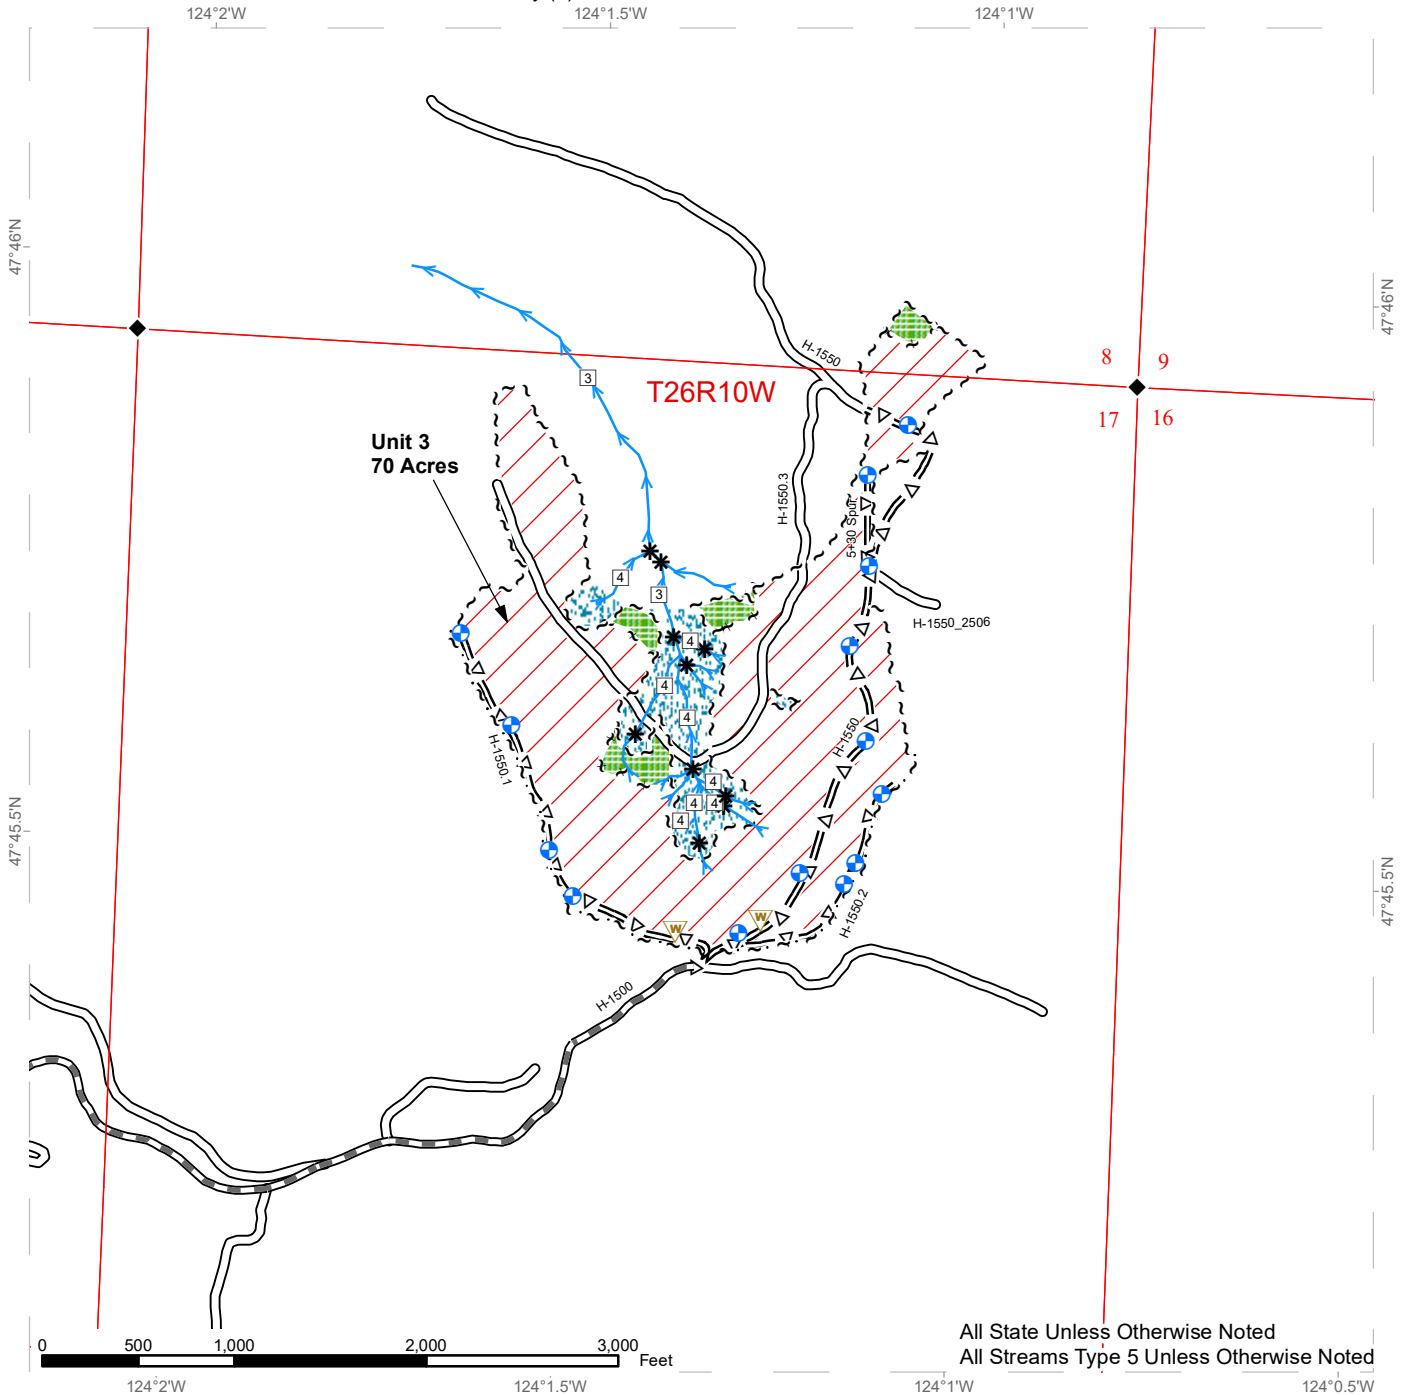 124°2'W
124°1.5'W
124°1'W
47°46'N
47°46'N
H-1550
8
9
17
16
3
T26R10W
Unit 3
70 Acres
H-1550.3
5+30 Spur
4
3
H-1550_2506
4
4
4
H-1550
H-1550.1
4
4
4
4
47°45.5'N
47°45.5'N
H-1550.2
W
W
H-1500
0
500
1,000
2,000
3,000
Feet
All State Unless Otherwise Noted
All Streams Type 5 Unless Otherwise Noted
124°2'W
124°1.5'W
124°1'W
124°0.5'W